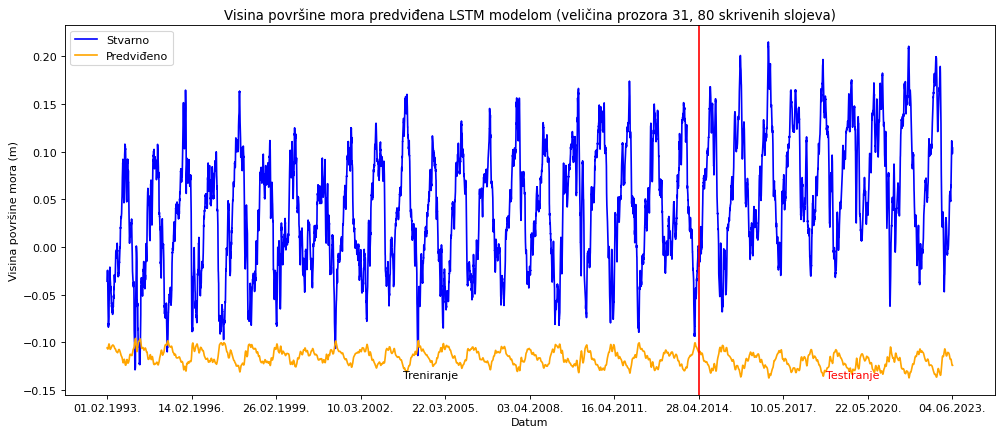 Visina površine mora predviđena LSTM modelom (veličina prozora 31, 80 skrivenih slojeva)
Stvarno
Predviđeno
Visina površine mora (m)
0.20
0.15
0.10
0.05
0.00
−0.05
−0.10
−0.15
Treniranje
Testiranje
01.02.1993.
14.02.1996.
26.02.1999.
10.03.2002.
22.03.2005.
03.04.2008.
16.04.2011.
28.04.2014.
10.05.2017.
22.05.2020.
04.06.2023.
Datum